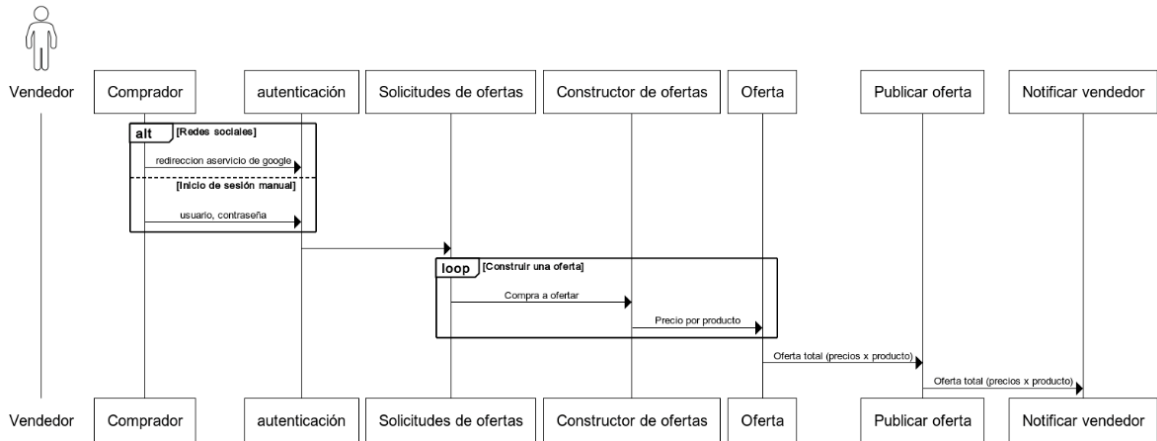 Vendedor
Comprador
autenticación
Solicitudes de ofertas
Constructor de ofertas
Oferta
Publicar oferta
Notificar vendedor
alt
[Redes sociales]
redireccion aservicio de google
[Inicio de sesión manual]
usuario, contraseña
loop
[Construir una oferta]
Compra a ofertar
Precio por producto
Oferta total (precios x producto)
Oferta total (precios x producto)
Vendedor
Comprador
autenticación
Solicitudes de ofertas
Constructor de ofertas
Oferta
Publicar oferta
Notificar vendedor